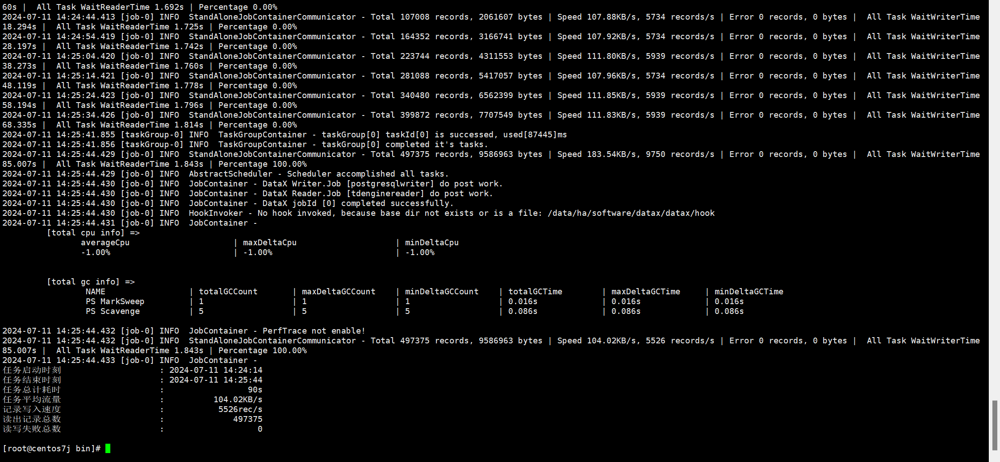 60s |  All Task WaitReaderTime 1.692s | Percentage 0.00%
2024-07-11 14:24:44.413 [job-0] INFO  StandAloneJobContainerCommunicator - Total 107008 records, 2061607 bytes | Speed 107.88KB/s, 5734 records/s | Error 0 records, 0 bytes |  All Task WaitWriterTime
18.294s |  All Task WaitReaderTime 1.725s | Percentage 0.00%
2024-07-11 14:24:54.419 [job-0] INFO  StandAloneJobContainerCommunicator - Total 164352 records, 3166741 bytes | Speed 107.92KB/s, 5734 records/s | Error 0 records, 0 bytes |  All Task WaitWriterTime
28.197s |  All Task WaitReaderTime 1.742s | Percentage 0.00%
2024-07-11 14:25:04.420 [job-0] INFO  StandAloneJobContainerCommunicator - Total 223744 records, 4311553 bytes | Speed 111.80KB/s, 5939 records/s | Error 0 records, 0 bytes |  All Task WaitWriterTime
38.273s |  All Task WaitReaderTime 1.760s | Percentage 0.00%
2024-07-11 14:25:14.421 [job-0] INFO  StandAloneJobContainerCommunicator - Total 281088 records, 5417057 bytes | Speed 107.96KB/s, 5734 records/s | Error 0 records, 0 bytes |  All Task WaitWriterTime
48.119s |  All Task WaitReaderTime 1.778s | Percentage 0.00%
2024-07-11 14:25:24.423 [job-0] INFO  StandAloneJobContainerCommunicator - Total 340480 records, 6562399 bytes | Speed 111.85KB/s, 5939 records/s | Error 0 records, 0 bytes |  All Task WaitWriterTime
58.194s |  All Task WaitReaderTime 1.796s | Percentage 0.00%
2024-07-11 14:25:34.426 [job-0] INFO  StandAloneJobContainerCommunicator - Total 399872 records, 7707549 bytes | Speed 111.83KB/s, 5939 records/s | Error 0 records, 0 bytes |  All Task WaitWriterTime
68.335s |  All Task WaitReaderTime 1.814s | Percentage 0.00%
2024-07-11 14:25:41.855 [taskGroup-0] INFO  TaskGroupContainer - taskGroup[0] taskId[0] is successed, used[87445]ms
2024-07-11 14:25:41.856 [taskGroup-0] INFO  TaskGroupContainer - taskGroup[0] completed it's tasks.
2024-07-11 14:25:44.429 [job-0] INFO  StandAloneJobContainerCommunicator - Total 497375 records, 9586963 bytes | Speed 183.54KB/s, 9750 records/s | Error 0 records, 0 bytes |  All Task WaitWriterTime
85.007s |  All Task WaitReaderTime 1.843s | Percentage 100.00%
2024-07-11 14:25:44.429 [job-0] INFO  AbstractScheduler - Scheduler accomplished all tasks.
2024-07-11 14:25:44.430 [job-0] INFO  JobContainer - DataX Writer.Job [postgresqlwriter] do post work.
2024-07-11 14:25:44.430 [job-0] INFO  JobContainer - DataX Reader.Job [tdenginereader] do post work.
2024-07-11 14:25:44.430 [job-0] INFO  JobContainer - DataX jobId [0] completed successfully.
2024-07-11 14:25:44.430 [job-0] INFO  HookInvoker - No hook invoked, because base dir not exists or is a file: /data/ha/software/datax/datax/hook
2024-07-11 14:25:44.431 [job-0] INFO  JobContainer -
[total cpu info] =>
averageCpu | maxDeltaCpu | minDeltaCpu
-1.00% | -1.00% | -1.00%
[total gc info] =>
NAME | totalGCCount | maxDeltaGCCount | minDeltaGCCount | totalGCTime | maxDeltaGCTime | minDeltaGCTime
PS MarkSweep | 1 | 1 | 1 | 0.016s | 0.016s | 0.016s
PS Scavenge | 5 | 5 | 5 | 0.086s | 0.086s | 0.086s
2024-07-11 14:25:44.432 [job-0] INFO  JobContainer - PerfTrace not enable!
2024-07-11 14:25:44.432 [job-0] INFO  StandAloneJobContainerCommunicator - Total 497375 records, 9586963 bytes | Speed 104.02KB/s, 5526 records/s | Error 0 records, 0 bytes |  All Task WaitWriterTime
85.007s |  All Task WaitReaderTime 1.843s | Percentage 100.00%
2024-07-11 14:25:44.433 [job-0] INFO  JobContainer -
任务启动时刻 : 2024-07-11 14:24:14
任务结束时刻 : 2024-07-11 14:25:44
任务总计耗时 : 90s
任务平均流量 : 104.02KB/s
记录写入速度 : 5526rec/s
读出记录总数 : 497375
读写失败总数 : 0
[root@centos7j bin]#